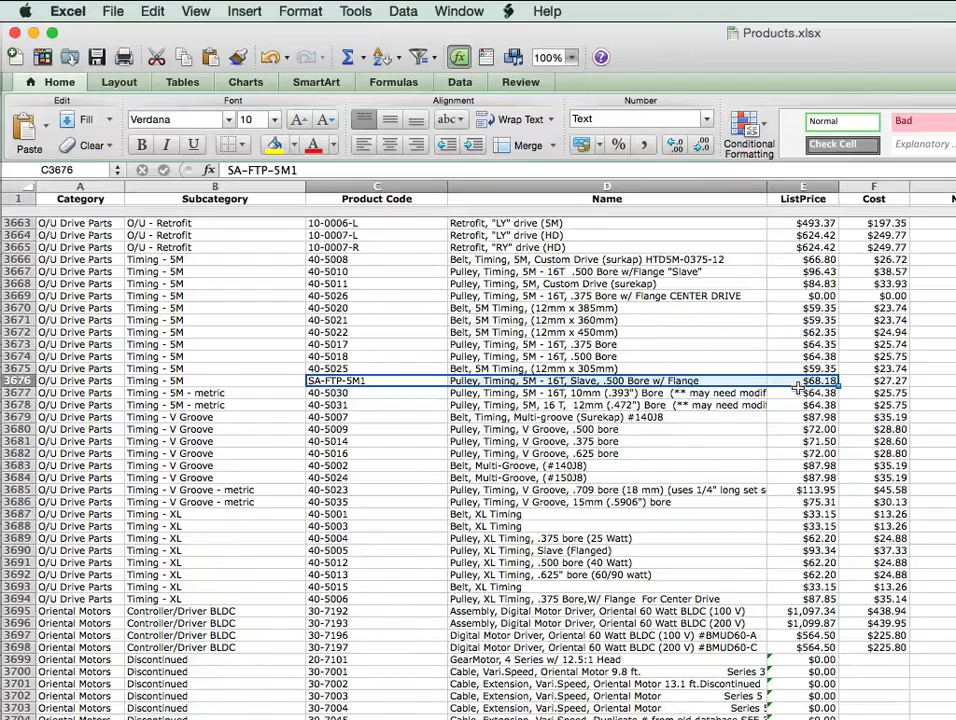 Excel File Edit View Insert Format Tools Data Window Help
Products.xlsx
100%
Home Layout Tables Charts SmartArt Formulas Data Review
Edit Font Alignment Number
Fill Verdana 10 A A abc Wrap Text Text Normal Bad
Paste Clear B I U A Merge % , Conditional Formatting Check Cell Explanatory ...
C3676 fx SA-FTP-5M1
A B C D E F
1 Category Subcategory Product Code Name ListPrice Cost
3663 O/U Drive Parts O/U - Retrofit 10-0006-L Retrofit, "LY" drive (5M) $493.37 $197.35
3664 O/U Drive Parts O/U - Retrofit 10-0007-L Retrofit, "LY" drive (HD) $624.42 $249.77
3665 O/U Drive Parts O/U - Retrofit 10-0007-R Retrofit, "RY" drive (HD) $624.42 $249.77
3666 O/U Drive Parts Timing - 5M 40-5008 Belt, Timing, 5M, Custom Drive (surkap) HTD5M-0375-12 $66.80 $26.72
3667 O/U Drive Parts Timing - 5M 40-5010 Pulley, Timing, 5M - 16T .500 Bore w/Flange "Slave" $96.43 $38.57
3668 O/U Drive Parts Timing - 5M 40-5011 Pulley, Timing, 5M, Custom Drive (surekap) $84.83 $33.93
3669 O/U Drive Parts Timing - 5M 40-5026 Pulley, Timing, 5M - 16T, .375 Bore w/ Flange CENTER DRIVE $0.00 $0.00
3670 O/U Drive Parts Timing - 5M 40-5020 Belt, 5M Timing, (12mm x 385mm) $59.35 $23.74
3671 O/U Drive Parts Timing - 5M 40-5021 Belt, 5M Timing, (12mm x 360mm) $59.35 $23.74
3672 O/U Drive Parts Timing - 5M 40-5022 Belt, 5M Timing, (12mm x 450mm) $62.35 $24.94
3673 O/U Drive Parts Timing - 5M 40-5017 Pulley, Timing, 5M - 16T, .375 Bore $64.35 $25.74
3674 O/U Drive Parts Timing - 5M 40-5018 Pulley, Timing, 5M - 16T, .500 Bore $64.38 $25.75
3675 O/U Drive Parts Timing - 5M 40-5025 Belt, 5M Timing, (12mm x 305mm) $59.35 $23.74
3676 O/U Drive Parts Timing - 5M SA-FTP-5M1 Pulley, Timing, 5M - 16T, Slave, .500 Bore w/ Flange $68.18 $27.27
3677 O/U Drive Parts Timing - 5M - metric 40-5030 Pulley, Timing, 5M - 16T, 10mm (.393") Bore (** may need modif $64.38 $25.75
3678 O/U Drive Parts Timing - 5M - metric 40-5031 Pulley, Timing, 5M, 16 T, 12mm (.472") Bore (** may need modif $64.38 $25.75
3679 O/U Drive Parts Timing - V Groove 40-5007 Belt, Timing, Multi-groove (Surekap) #140J8 $87.98 $35.19
3680 O/U Drive Parts Timing - V Groove 40-5009 Pulley, Timing, V Groove, .500 bore $72.00 $28.80
3681 O/U Drive Parts Timing - V Groove 40-5014 Pulley, Timing, V Groove, .375 bore $71.50 $28.60
3682 O/U Drive Parts Timing - V Groove 40-5016 Pulley, Timing, V Groove, .625 bore $72.00 $28.80
3683 O/U Drive Parts Timing - V Groove 40-5002 Belt, Multi-Groove, (#140J8) $87.98 $35.19
3684 O/U Drive Parts Timing - V Groove 40-5024 Belt, Multi-Groove, (#150J8) $87.98 $35.19
3685 O/U Drive Parts Timing - V Groove - metric 40-5023 Pulley, Timing, V Groove, .709 bore (18 mm) (uses 1/4" long set s $113.95 $45.58
3686 O/U Drive Parts Timing - V Groove - metric 40-5035 Pulley, Timing, V Groove, 15mm (.5906") bore $75.31 $30.13
3687 O/U Drive Parts Timing - XL 40-5001 Belt, XL Timing $33.15 $13.26
3688 O/U Drive Parts Timing - XL 40-5003 Belt, XL Timing $33.15 $13.26
3689 O/U Drive Parts Timing - XL 40-5004 Pulley, XL Timing, .375 bore (25 Watt) $62.20 $24.88
3690 O/U Drive Parts Timing - XL 40-5005 Pulley, XL Timing, Slave (Flanged) $93.34 $37.33
3691 O/U Drive Parts Timing - XL 40-5012 Pulley, XL Timing, .500 bore (40 Watt) $62.20 $24.88
3692 O/U Drive Parts Timing - XL 40-5013 Pulley, XL Timing, .625" bore (60/90 watt) $62.20 $24.88
3693 O/U Drive Parts Timing - XL 40-5015 Belt, XL Timing $33.15 $13.26
3694 O/U Drive Parts Timing - XL 40-5006 Pulley, XL Timing, .375 Bore,W/ Flange For Center Drive $87.85 $35.14
3695 Oriental Motors Controller/Driver BLDC 30-7192 Assembly, Digital Motor Driver, Oriental 60 Watt BLDC (100 V) $1,097.34 $438.94
3696 Oriental Motors Controller/Driver BLDC 30-7193 Assembly, Digital Motor Driver, Oriental 60 Watt BLDC (200 V) $1,099.87 $439.95
3697 Oriental Motors Controller/Driver BLDC 30-7196 Digital Motor Driver, Oriental 60 Watt BLDC (100 V) #BMUD60-A $564.50 $225.80
3698 Oriental Motors Controller/Driver BLDC 30-7197 Digital Motor Driver, Oriental 60 Watt BLDC (200 V) #BMUD60-C $564.50 $225.80
3699 Oriental Motors Discontinued 20-7101 GearMotor, 4 Series w/ 12.5:1 Head $0.00
3700 Oriental Motors Discontinued 30-7001 Cable, Vari.Speed, Oriental Motor 9.8 ft. Series 3 $0.00
3701 Oriental Motors Discontinued 30-7002 Cable, Extension, Vari.Speed, Oriental Motor 13.1 ft.Discontinued $0.00
3702 Oriental Motors Discontinued 30-7003 Cable, Extension, Vari.Speed, Oriental Motor Series 5 $0.00
3703 Oriental Motors Discontinued 30-7004 Cable, Extension, Vari.Speed, Oriental Motor Series $0.00